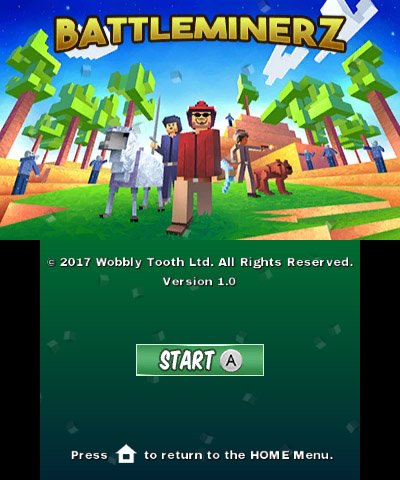 BATTLEMINERZ
© 2017 Wobbly Tooth Ltd. All Rights Reserved.
Version 1.0
START A
Press to return to the HOME Menu.